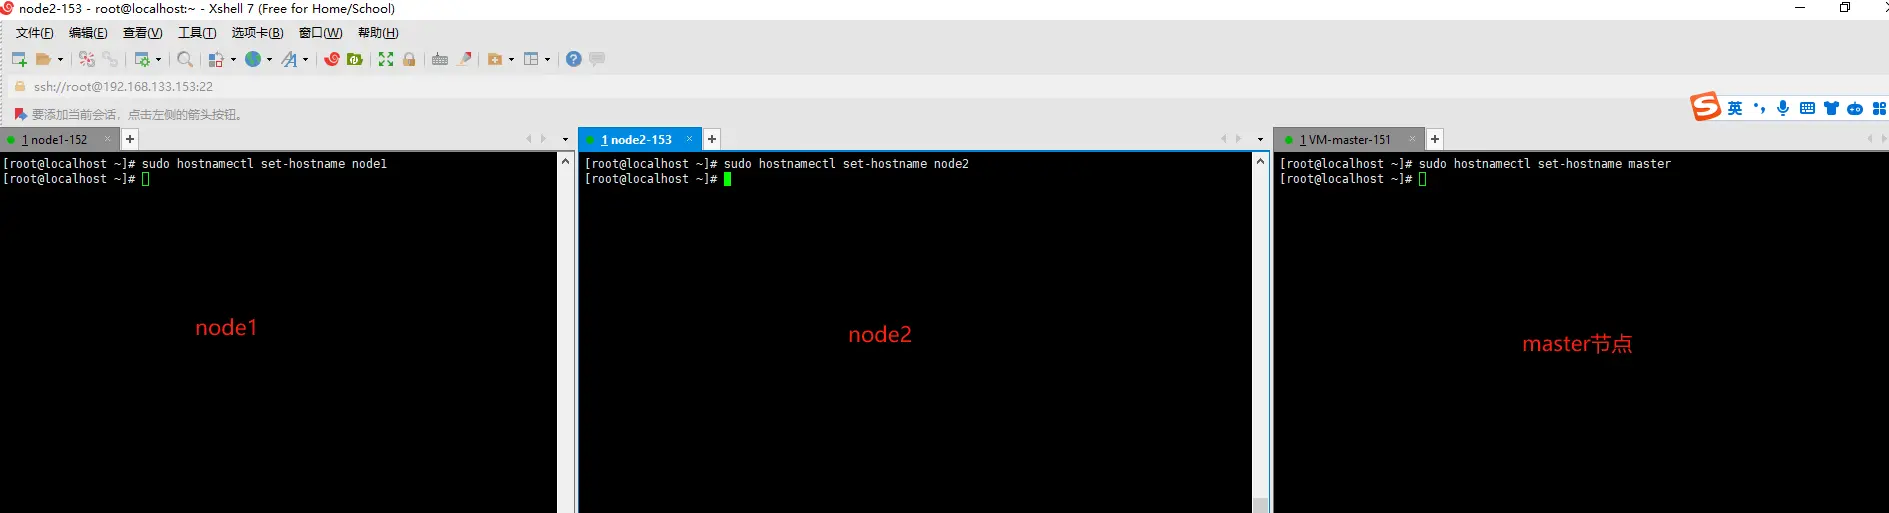 node2-153 - root@localhost:~ - Xshell 7 (Free for Home/School)
文件(F) 编辑(E) 查看(V) 工具(T) 选项卡(B) 窗口(W) 帮助(H)
ssh://root@192.168.133.153:22
要添加当前会话，点击左侧的箭头按钮。
英
1 node1-152
[root@localhost ~]# sudo hostnamectl set-hostname node1
[root@localhost ~]#
node1
1 node2-153
[root@localhost ~]# sudo hostnamectl set-hostname node2
[root@localhost ~]#
node2
1 VM-master-151
[root@localhost ~]# sudo hostnamectl set-hostname master
[root@localhost ~]#
master节点